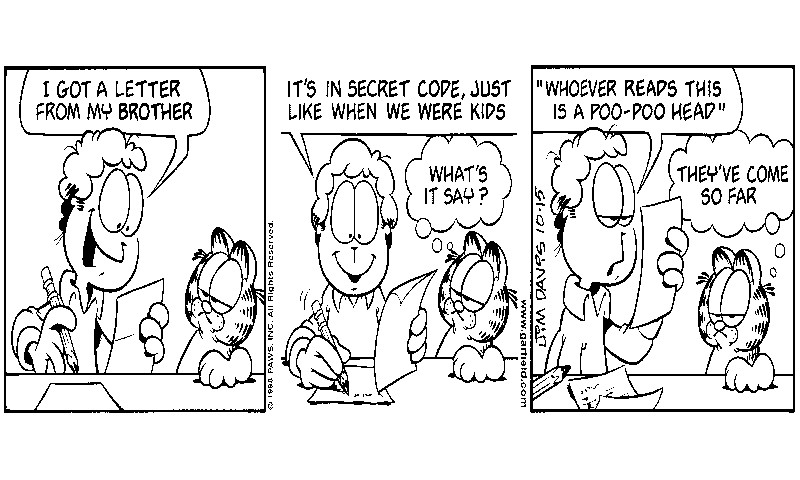 I GOT A LETTER
FROM MY BROTHER
© 1998 PAWS, INC. All Rights Reserved.
IT'S IN SECRET CODE, JUST
LIKE WHEN WE WERE KIDS
WHAT'S
IT SAY?
www.garfield.com
"WHOEVER READS THIS
IS A POO-POO HEAD"
THEY'VE COME
SO FAR
JIM DAVIS 10-15